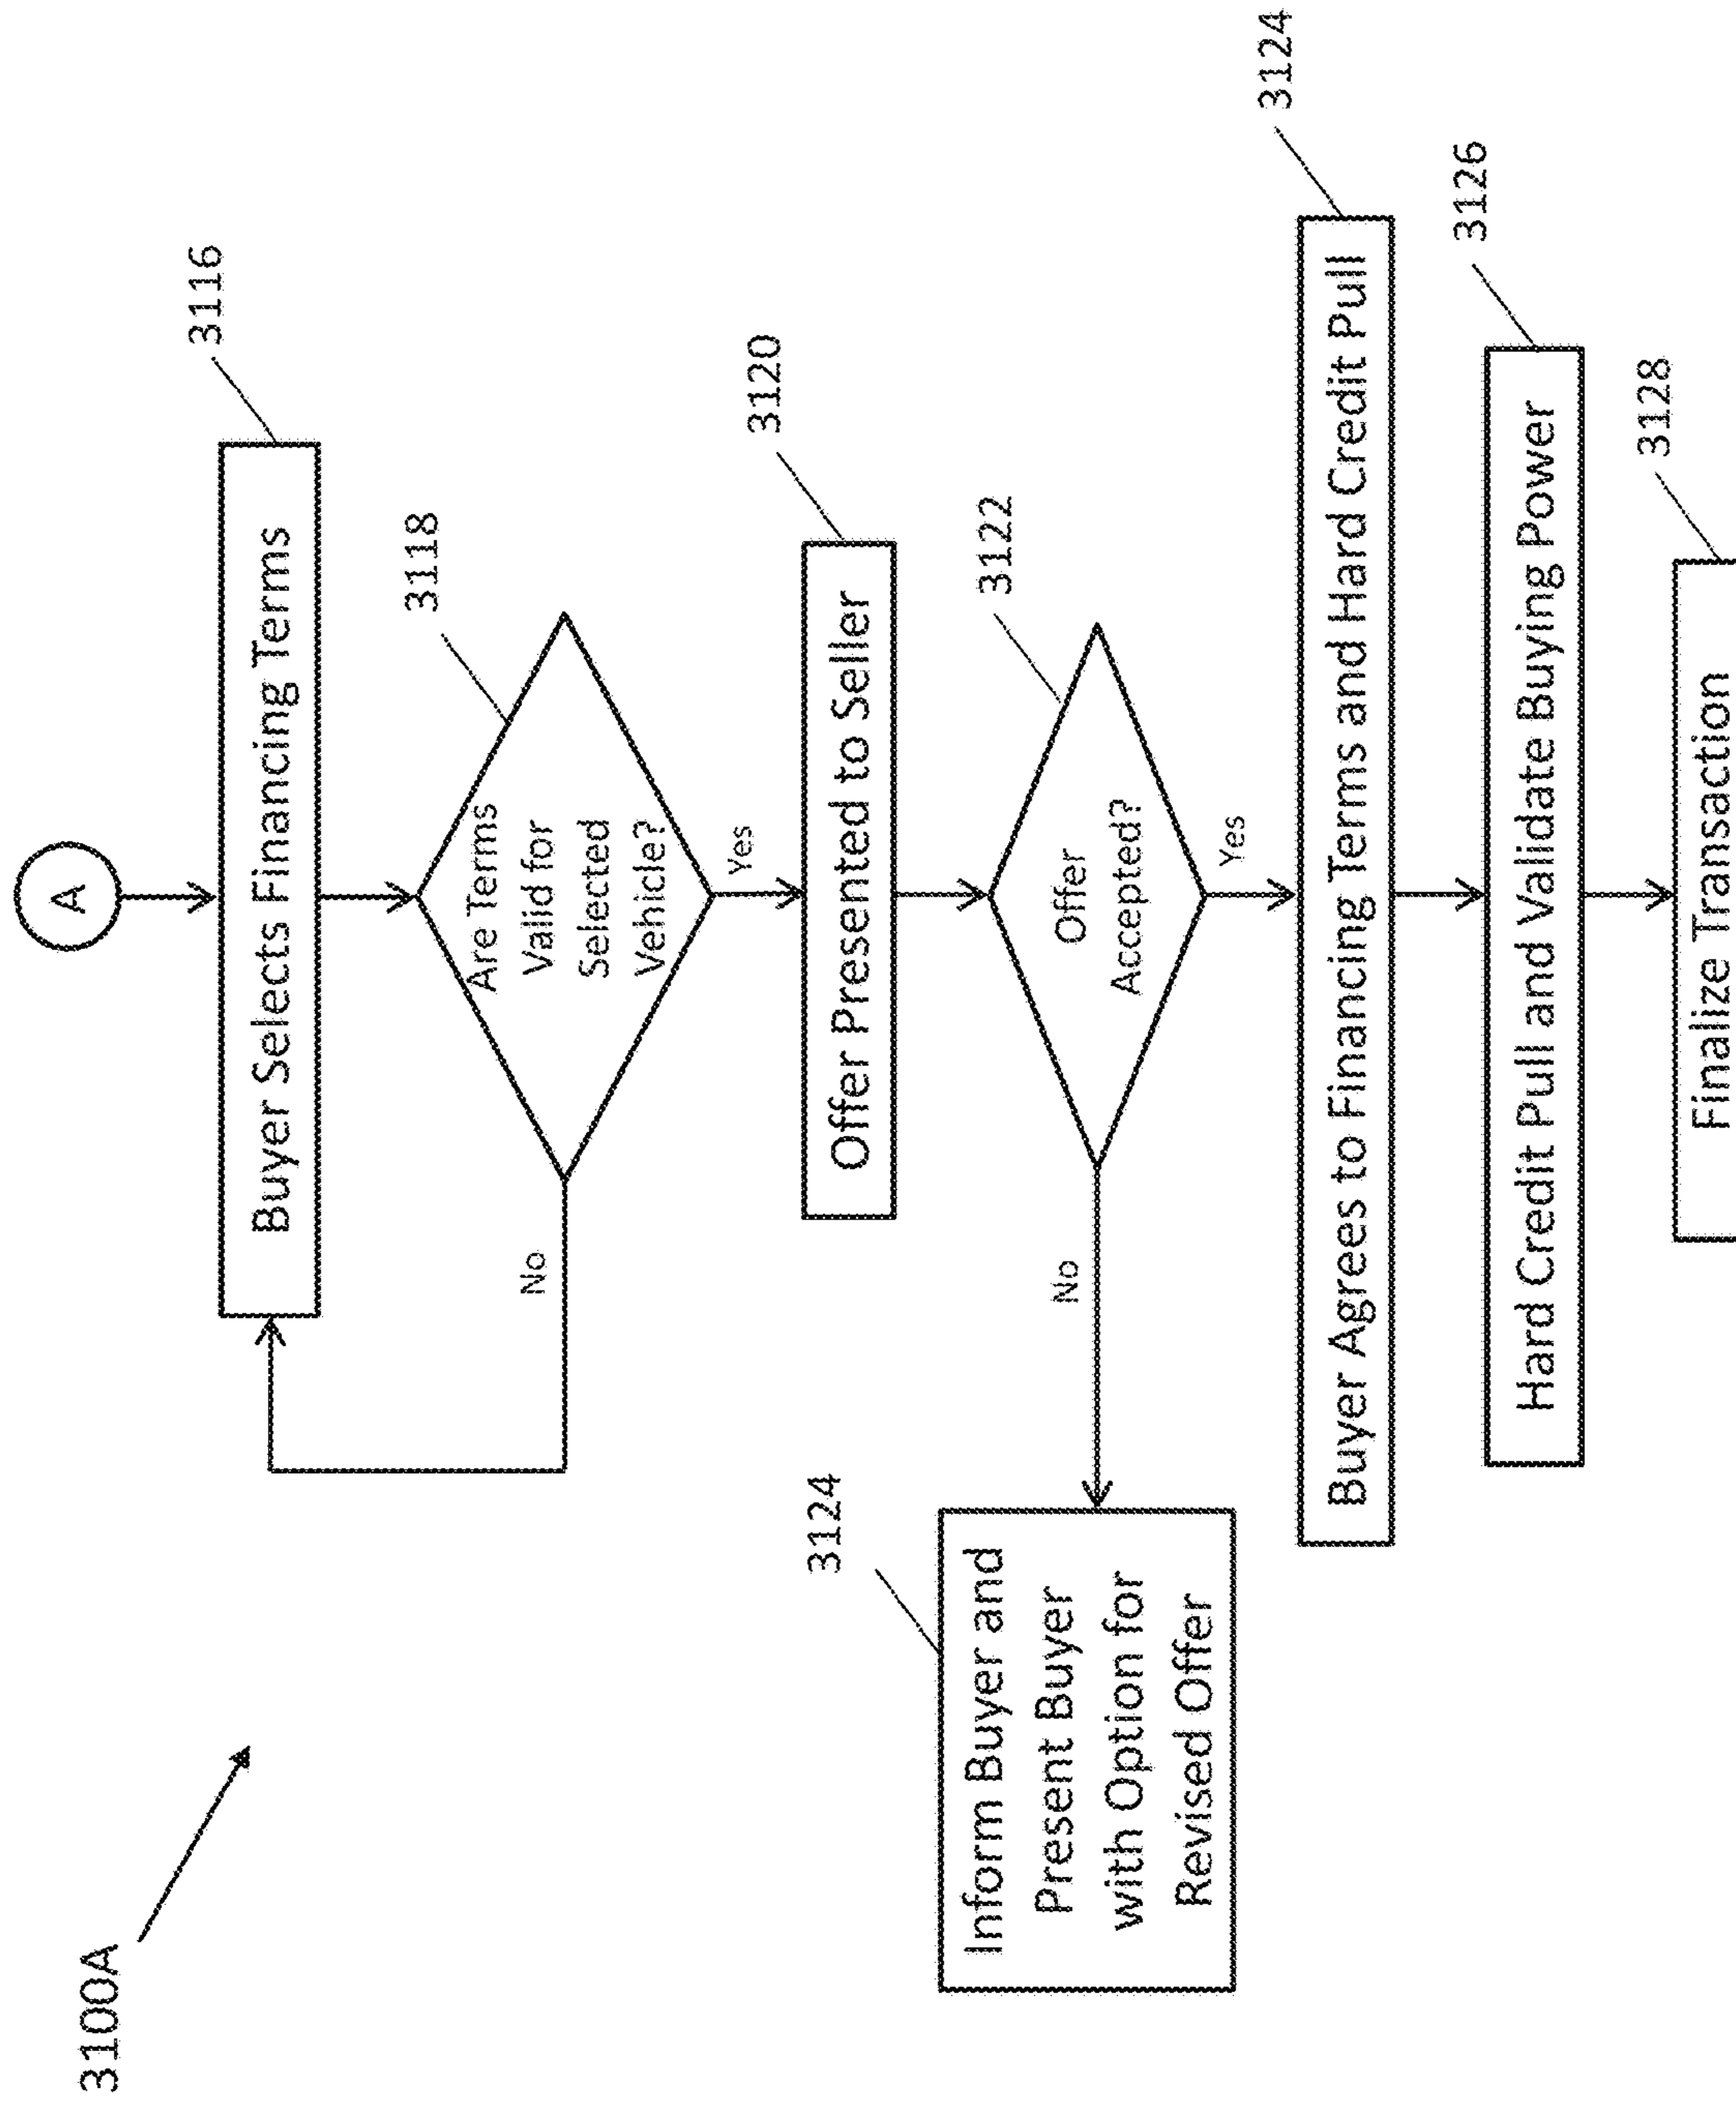 3100A
A
Buyer Selects Financing Terms
3116
Are Terms
Valid for
Selected
Vehicle?
3118
No
Yes
Offer Presented to Seller
3120
Offer
Accepted?
3122
No
Yes
Inform Buyer and
Present Buyer
with Option for
Revised Offer
3124
Buyer Agrees to Financing Terms and Hard Credit Pull
3124
Hard Credit Pull and Validate Buying Power
3126
Finalize Transaction
3128